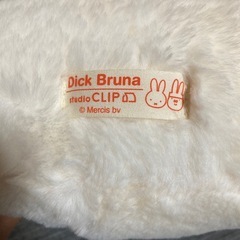 Dick Bruna
studio CLIP
© Mercis bv